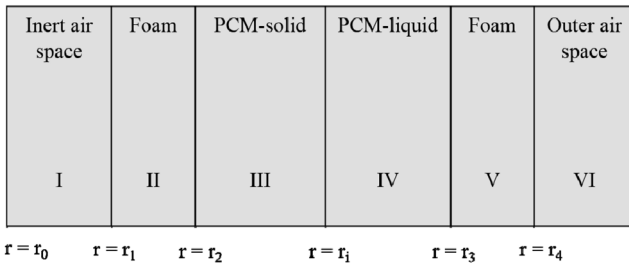 Inert air
space
Foam
PCM-solid
PCM-liquid
Foam
Outer air
space
I
II
III
IV
V
VI
r = r₀
r = r₁
r = r₂
r = rᵢ
r = r₃
r = r₄